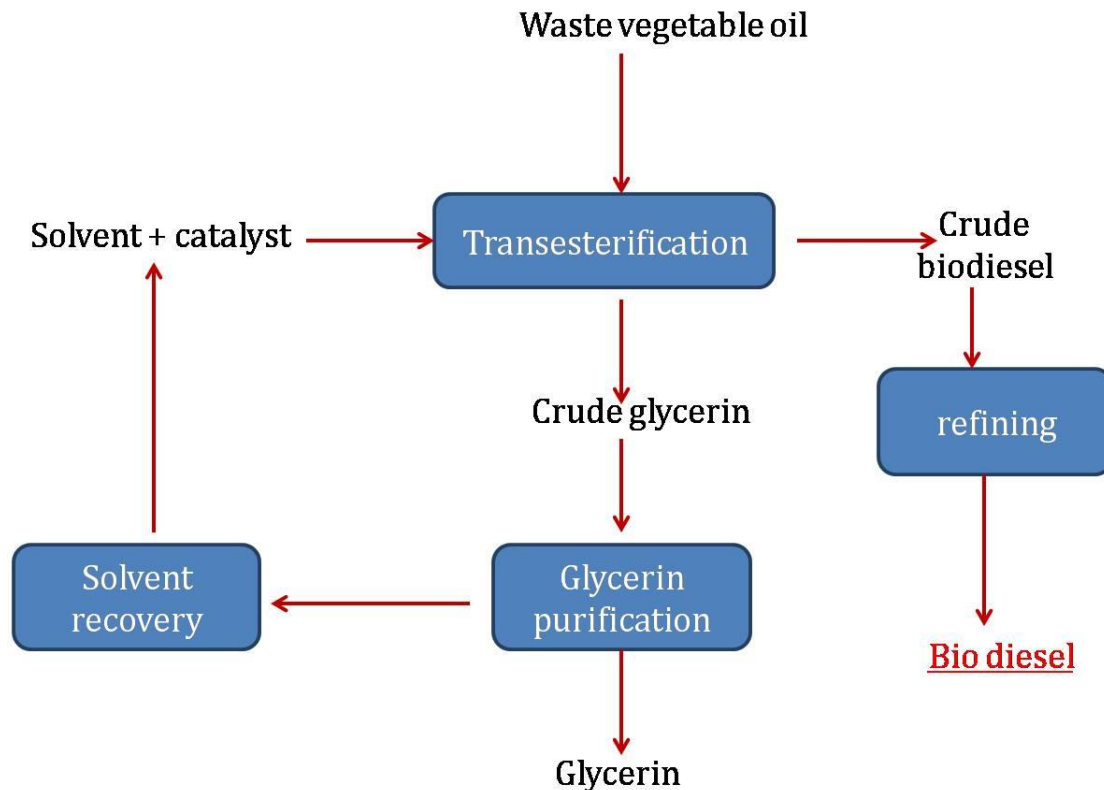 Waste vegetable oil
Solvent + catalyst
Transesterification
Crude
biodiesel
Crude glycerin
refining
Solvent
recovery
Glycerin
purification
Bio diesel
Glycerin